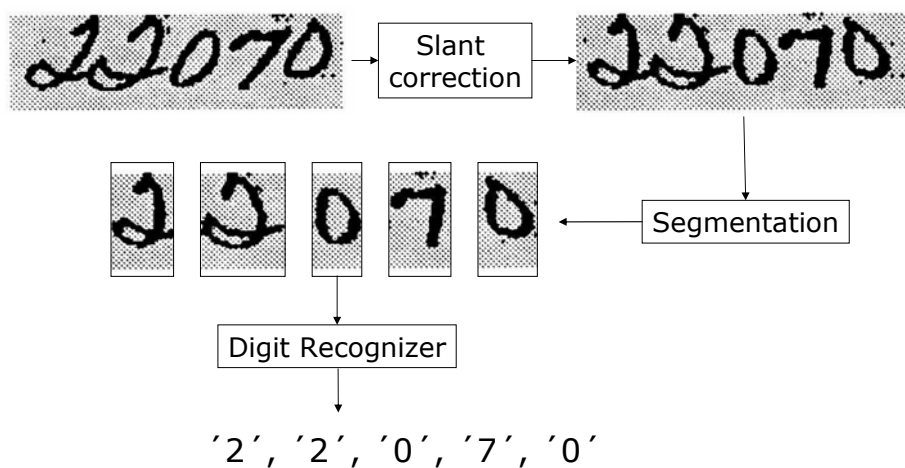 22070
Slant
correction
22070
2 2 0 7 0
Segmentation
Digit Recognizer
´2´, ´2´, ´0´, ´7´, ´0´